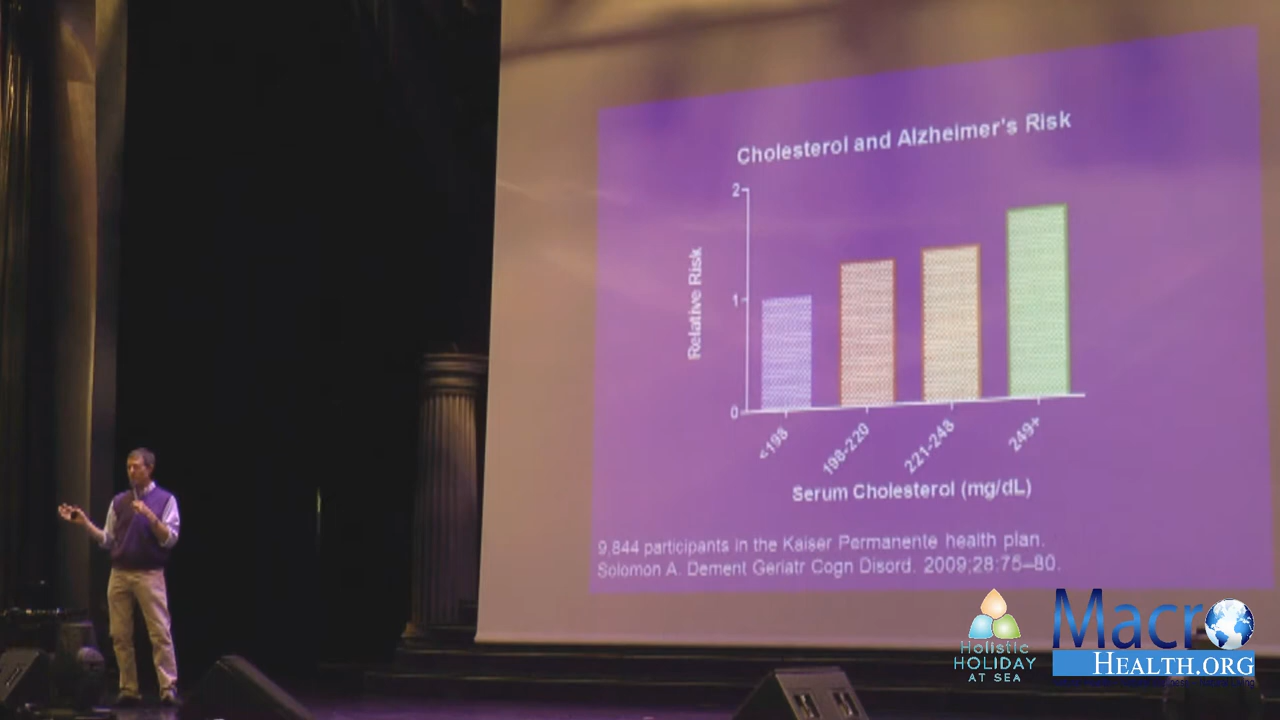 Cholesterol and Alzheimer's Risk
2
1
0
Relative Risk
<198
198-220
221-248
249+
Serum Cholesterol (mg/dL)
9,844 participants in the Kaiser Permanente health plan.
Solomon A. Dement Geriatr Cogn Disord. 2009;28:75–80.
Holistic
HOLIDAY
AT SEA
Macro
HEALTH.ORG